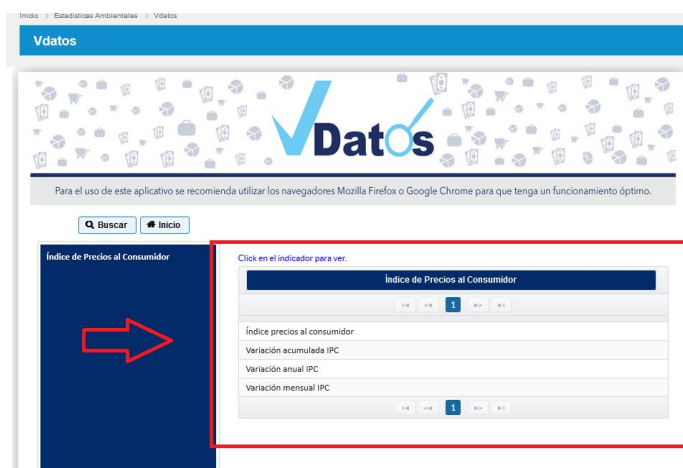 Inicio > Estadísticas Ambientales > Vdatos
Vdatos
VDatos
Para el uso de este aplicativo se recomienda utilizar los navegadores Mozilla Firefox o Google Chrome para que tenga un funcionamiento óptimo.
Buscar Inicio
Índice de Precios al Consumidor
Click en el indicador para ver.
Índice de Precios al Consumidor
1
Índice precios al consumidor
Variación acumulada IPC
Variación anual IPC
Variación mensual IPC
1